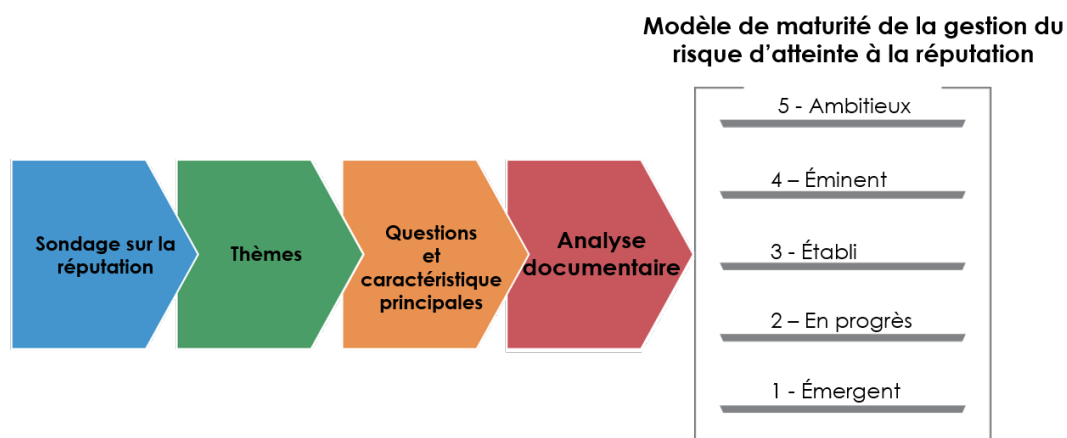 Modèle de maturité de la gestion du
risque d'atteinte à la réputation
Sondage sur la
réputation
Thèmes
Questions
et
caractéristique
principales
Analyse
documentaire
5 - Ambitieux
4 – Éminent
3 - Établi
2 – En progrès
1 - Émergent